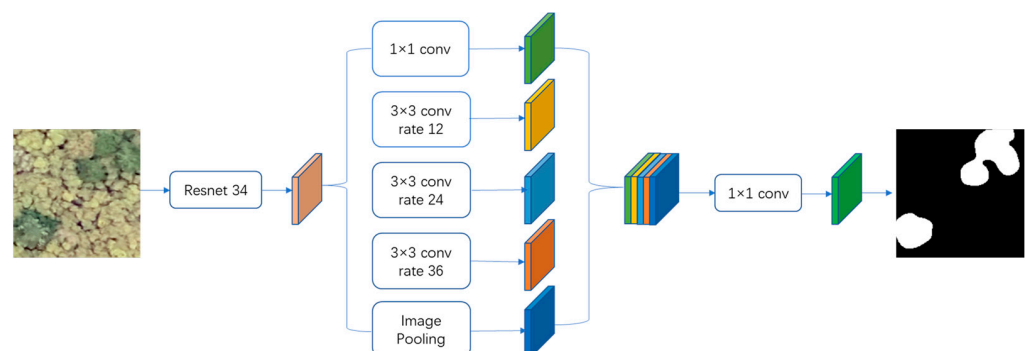 Resnet 34
1×1 conv
3×3 conv
rate 12
3×3 conv
rate 24
3×3 conv
rate 36
Image
Pooling
1×1 conv